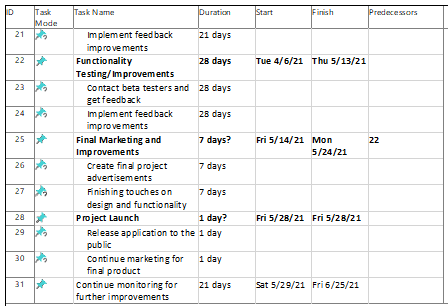 ID Task Mode Task Name Duration Start Finish Predecessors
21 Implement feedback improvements 21 days
22 Functionality Testing/Improvements 28 days Tue 4/6/21 Thu 5/13/21
23 Contact beta testers and get feedback 28 days
24 Implement feedback improvements 28 days
25 Final Marketing and Improvements 7 days? Fri 5/14/21 Mon 5/24/21 22
26 Create final project advertisements 7 days
27 Finishing touches on design and functionality 7 days
28 Project Launch 1 day? Fri 5/28/21 Fri 5/28/21
29 Release application to the public 1 day
30 Continue marketing for final product 1 day
31 Continue monitoring for further improvements 21 days Sat 5/29/21 Fri 6/25/21